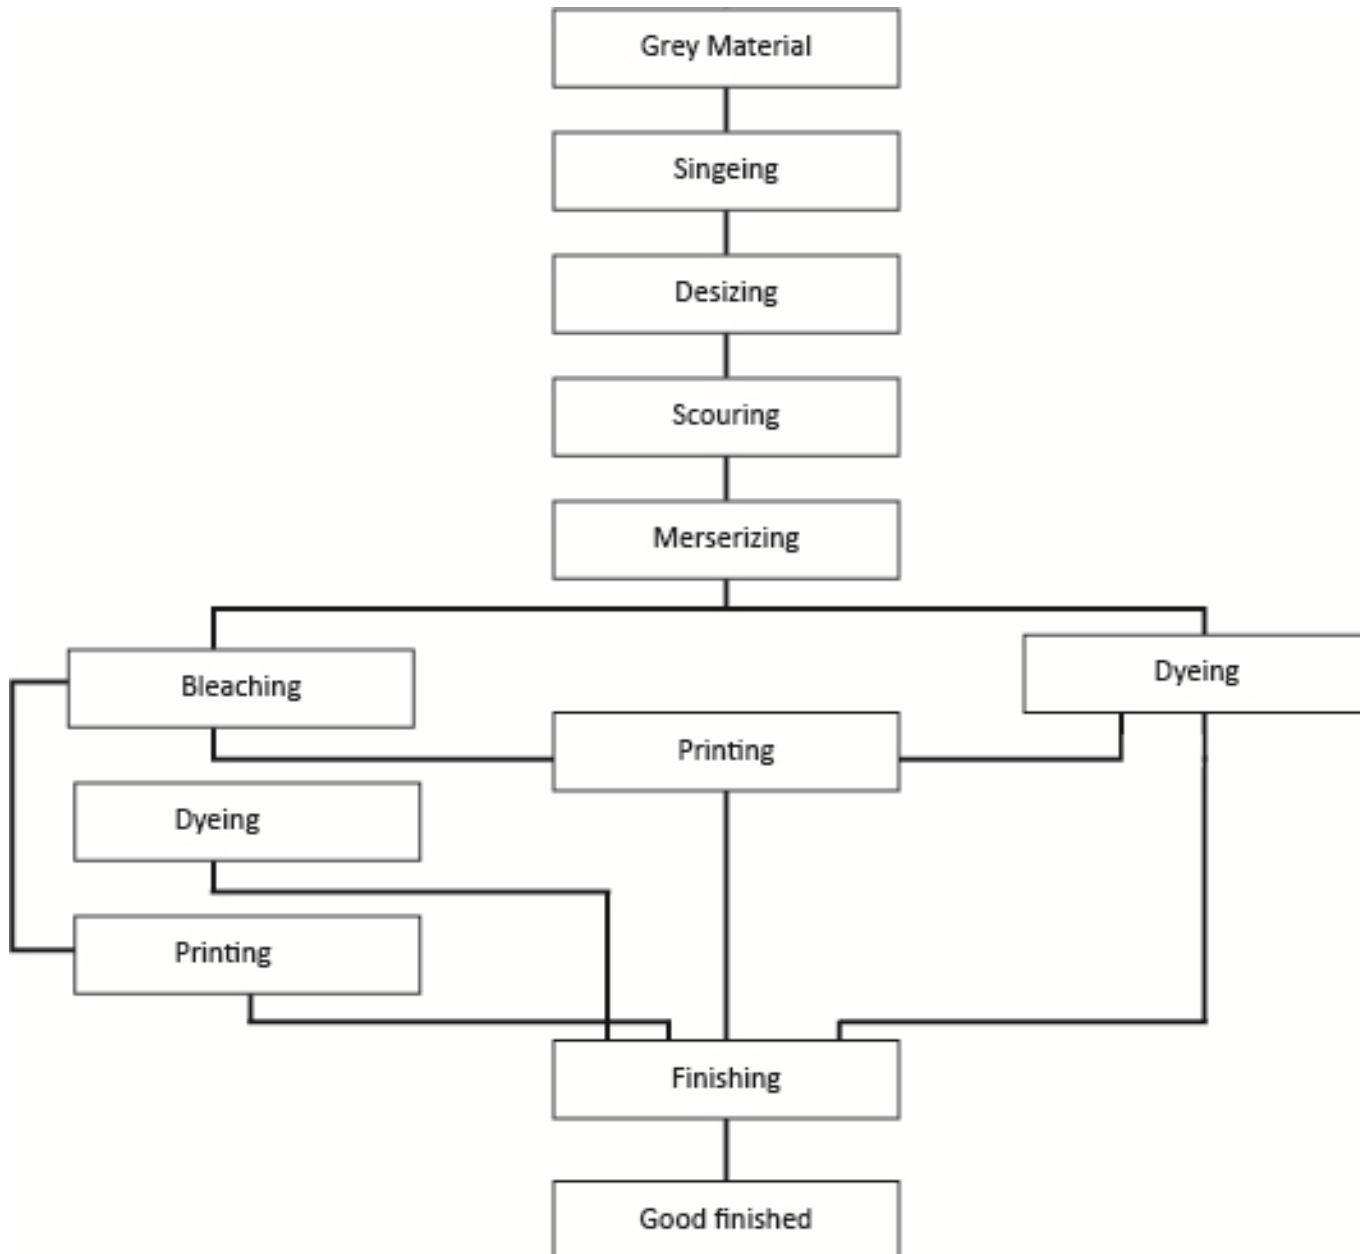 Grey Material
Singeing
Desizing
Scouring
Merserizing
Bleaching
Dyeing
Printing
Dyeing
Printing
Finishing
Good finished